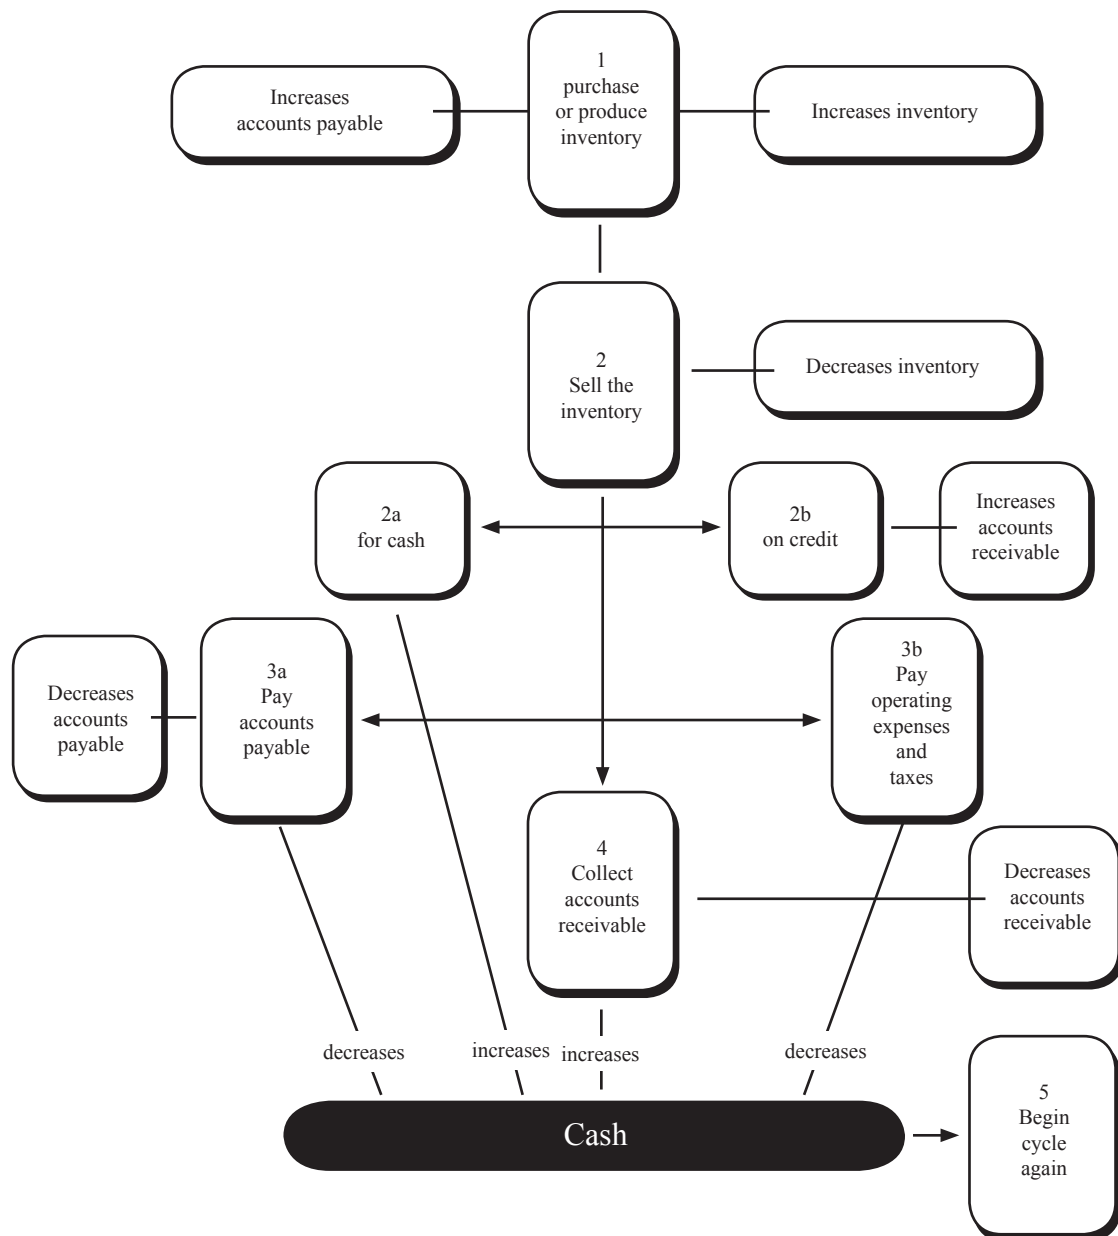 1
purchase
or produce
inventory
Increases
accounts payable
Increases inventory
2
Sell the
inventory
Decreases inventory
2a
for cash
2b
on credit
Increases
accounts
receivable
Decreases
accounts
payable
3a
Pay
accounts
payable
3b
Pay
operating
expenses
and
taxes
4
Collect
accounts
receivable
Decreases
accounts
receivable
decreases
increases
increases
decreases
Cash
5
Begin
cycle
again